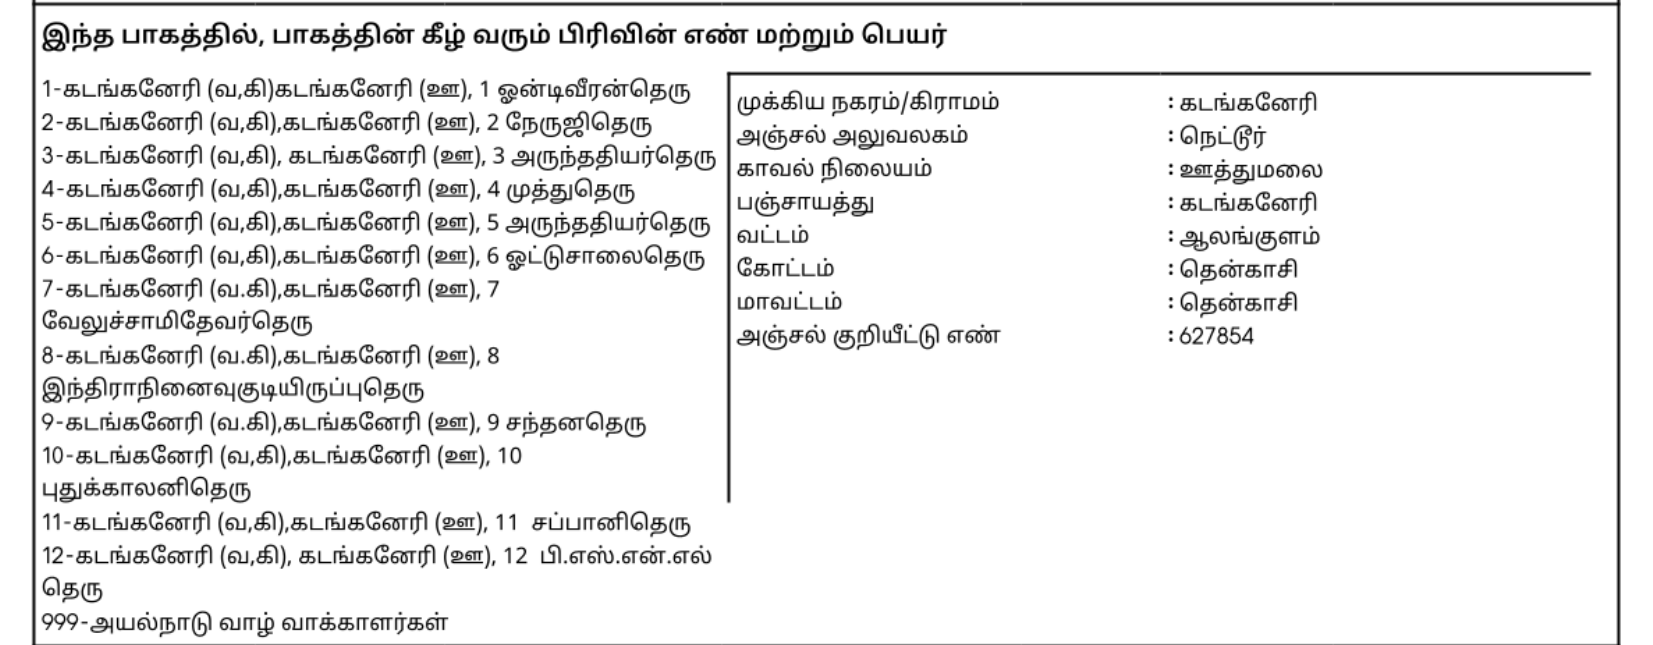 இந்த பாகத்தில், பாகத்தின் கீழ் வரும் பிரிவின் எண் மற்றும் பெயர்
1-கடங்கனேரி (வ,கி)கடங்கனேரி (ஊ), 1 ஒண்டிவீரன்தெரு
2-கடங்கனேரி (வ,கி),கடங்கனேரி (ஊ), 2 நேருஜிதெரு
3-கடங்கனேரி (வ,கி), கடங்கனேரி (ஊ), 3 அருந்ததியர்தெரு
4-கடங்கனேரி (வ,கி),கடங்கனேரி (ஊ), 4 முத்துதெரு
5-கடங்கனேரி (வ,கி),கடங்கனேரி (ஊ), 5 அருந்ததியர்தெரு
6-கடங்கனேரி (வ,கி),கடங்கனேரி (ஊ), 6 ஓட்டுசாலைதெரு
7-கடங்கனேரி (வ.கி),கடங்கனேரி (ஊ), 7
வேலுச்சாமிதேவர்தெரு
8-கடங்கனேரி (வ.கி),கடங்கனேரி (ஊ), 8
இந்திராநினைவுகுடியிருப்புதெரு
9-கடங்கனேரி (வ.கி),கடங்கனேரி (ஊ), 9 சந்தனதெரு
10-கடங்கனேரி (வ,கி),கடங்கனேரி (ஊ), 10
புதுக்காலனிதெரு
11-கடங்கனேரி (வ,கி),கடங்கனேரி (ஊ), 11 சப்பானிதெரு
12-கடங்கனேரி (வ,கி), கடங்கனேரி (ஊ), 12 பி.எஸ்.என்.எல்
தெரு
999-அயல்நாடு வாழ் வாக்காளர்கள்
முக்கிய நகரம்/கிராமம் : கடங்கனேரி
அஞ்சல் அலுவலகம் : நெட்டூர்
காவல் நிலையம் : ஊத்துமலை
பஞ்சாயத்து : கடங்கனேரி
வட்டம் : ஆலங்குளம்
கோட்டம் : தென்காசி
மாவட்டம் : தென்காசி
அஞ்சல் குறியீட்டு எண் : 627854